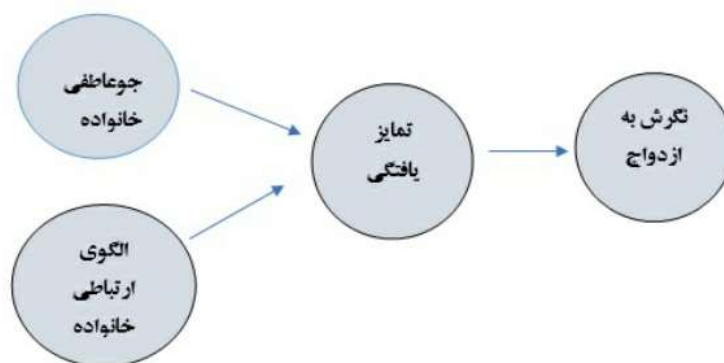 جوعاطفی
خانواده
الگوی
ارتباطی
خانواده
تمایز
یافتگی
نگرش به
ازدواج